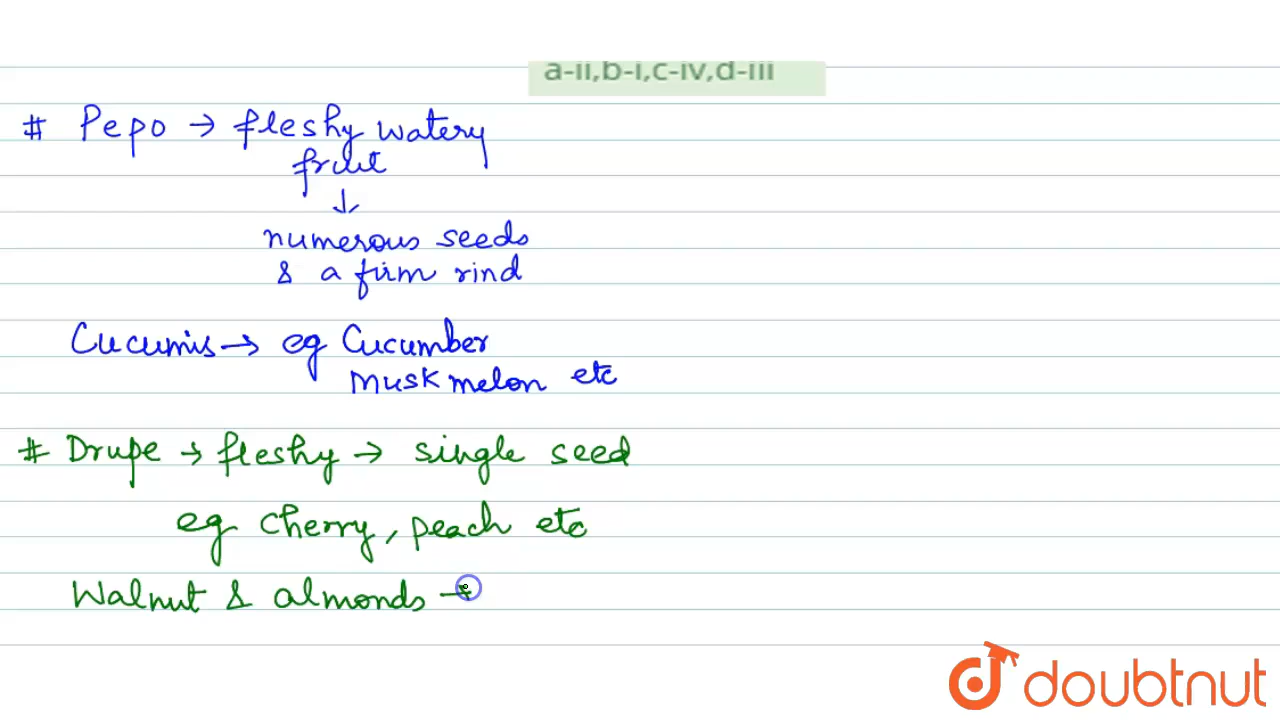 a-ii,b-i,c-iv,d-iii
# Pepo → fleshy watery
fruit
↓
numerous seeds
& a firm rind
Cucumis → eg Cucumber
Muskmelon etc
# Drupe → fleshy → single seed
eg Cherry, peach etc
Walnut & almonds →
doubtnut